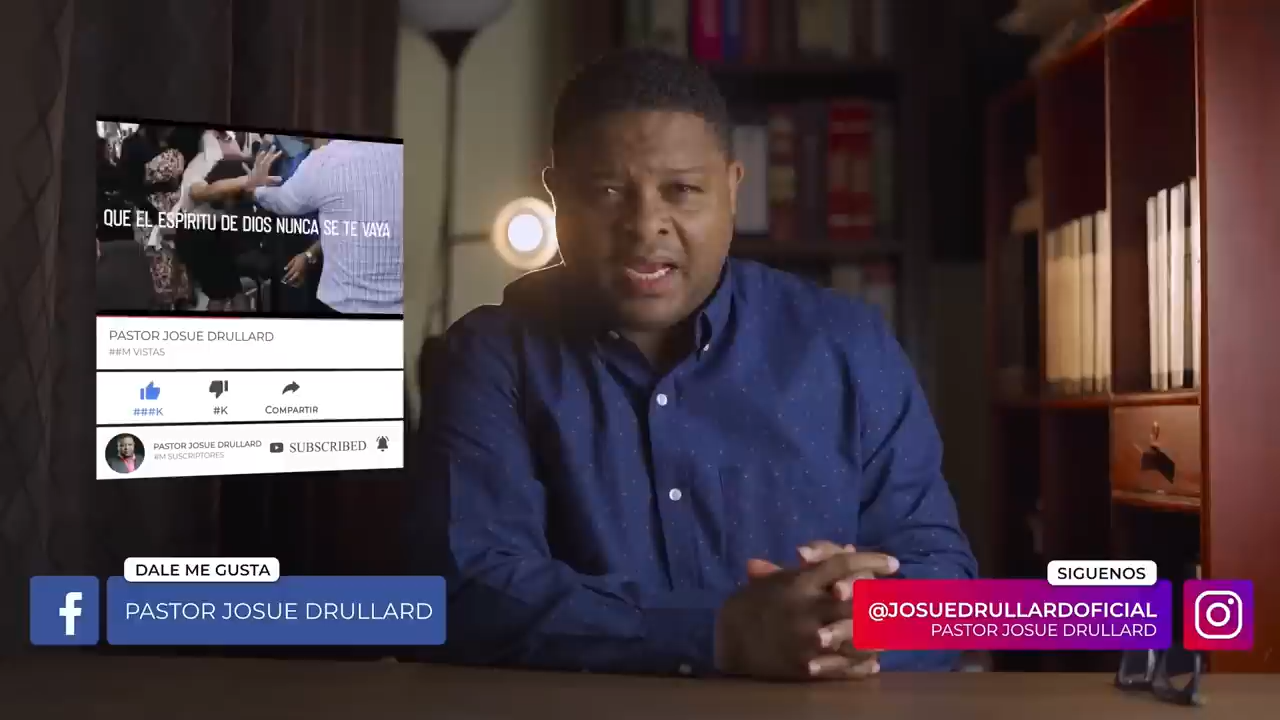 QUE EL ESPÍRITU DE DIOS NUNCA SE TE VAYA
PASTOR JOSUE DRULLARD
##M VISTAS
###K
#K
COMPARTIR
PASTOR JOSUE DRULLARD
#M SUSCRIPTORES
SUBSCRIBED
DALE ME GUSTA
PASTOR JOSUE DRULLARD
SIGUENOS
@JOSUEDRULLARDOFICIAL
PASTOR JOSUE DRULLARD